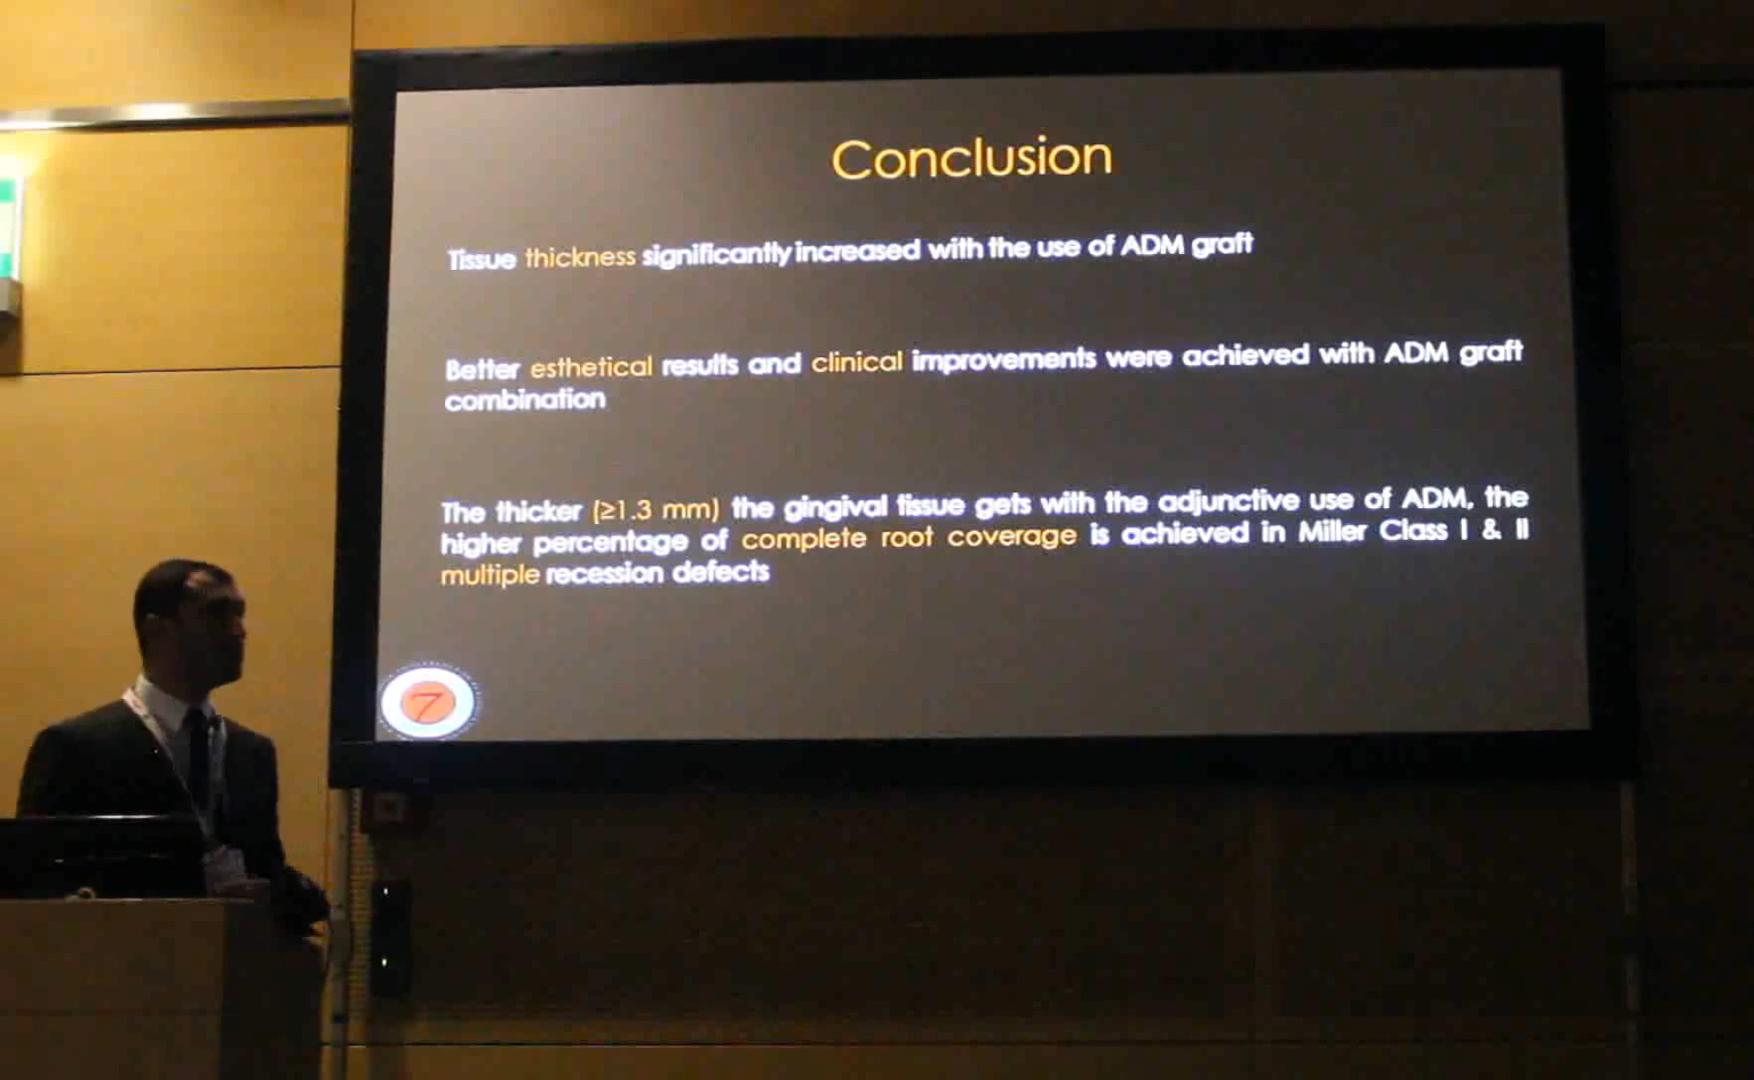 Conclusion
Tissue thickness significantly increased with the use of ADM graft
Better esthetical results and clinical improvements were achieved with ADM graft
combination
The thicker (≥1.3 mm) the gingival tissue gets with the adjunctive use of ADM, the
higher percentage of complete root coverage is achieved in Miller Class I & II
multiple recession defects
7